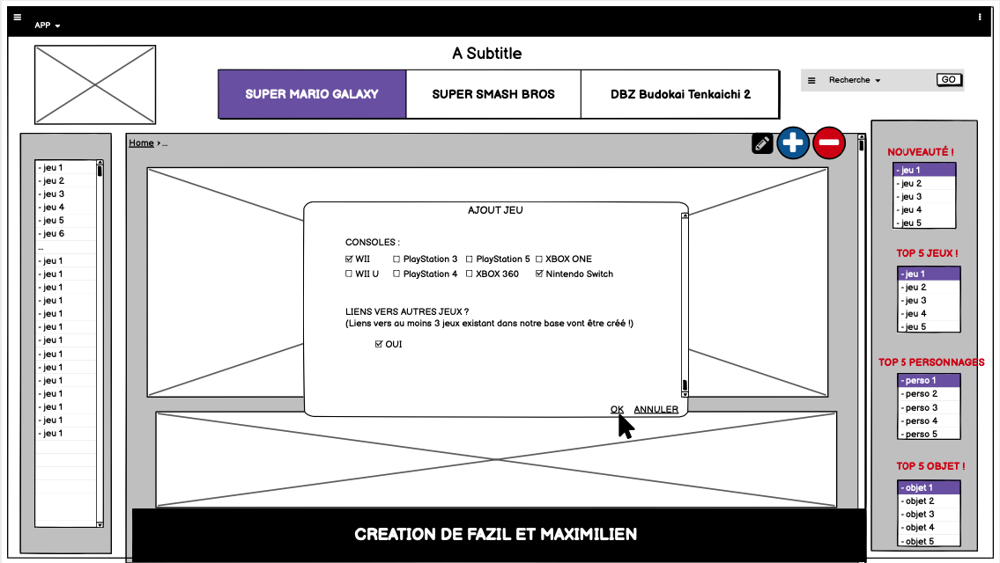 APP
A Subtitle
SUPER MARIO GALAXY
SUPER SMASH BROS
DBZ Budokai Tenkaichi 2
Recherche
GO
Home › ...
- jeu 1
- jeu 2
- jeu 3
- jeu 4
- jeu 5
- jeu 6
...
- jeu 1
- jeu 1
- jeu 1
- jeu 1
- jeu 1
- jeu 1
- jeu 1
- jeu 1
- jeu 1
- jeu 1
- jeu 1
- jeu 1
- jeu 1
- jeu 1
AJOUT JEU
CONSOLES :
WII PlayStation 3 PlayStation 5 XBOX ONE
WII U PlayStation 4 XBOX 360 Nintendo Switch
LIENS VERS AUTRES JEUX ?
(Liens vers au moins 3 jeux existant dans notre base vont être créé !)
OUI
OK ANNULER
NOUVEAUTÉ !
- jeu 1
- jeu 2
- jeu 3
- jeu 4
- jeu 5
TOP 5 JEUX !
- jeu 1
- jeu 2
- jeu 3
- jeu 4
- jeu 5
TOP 5 PERSONNAGES
- perso 1
- perso 2
- perso 3
- perso 4
- perso 5
TOP 5 OBJET !
- objet 1
- objet 2
- objet 3
- objet 4
- objet 5
CREATION DE FAZIL ET MAXIMILIEN